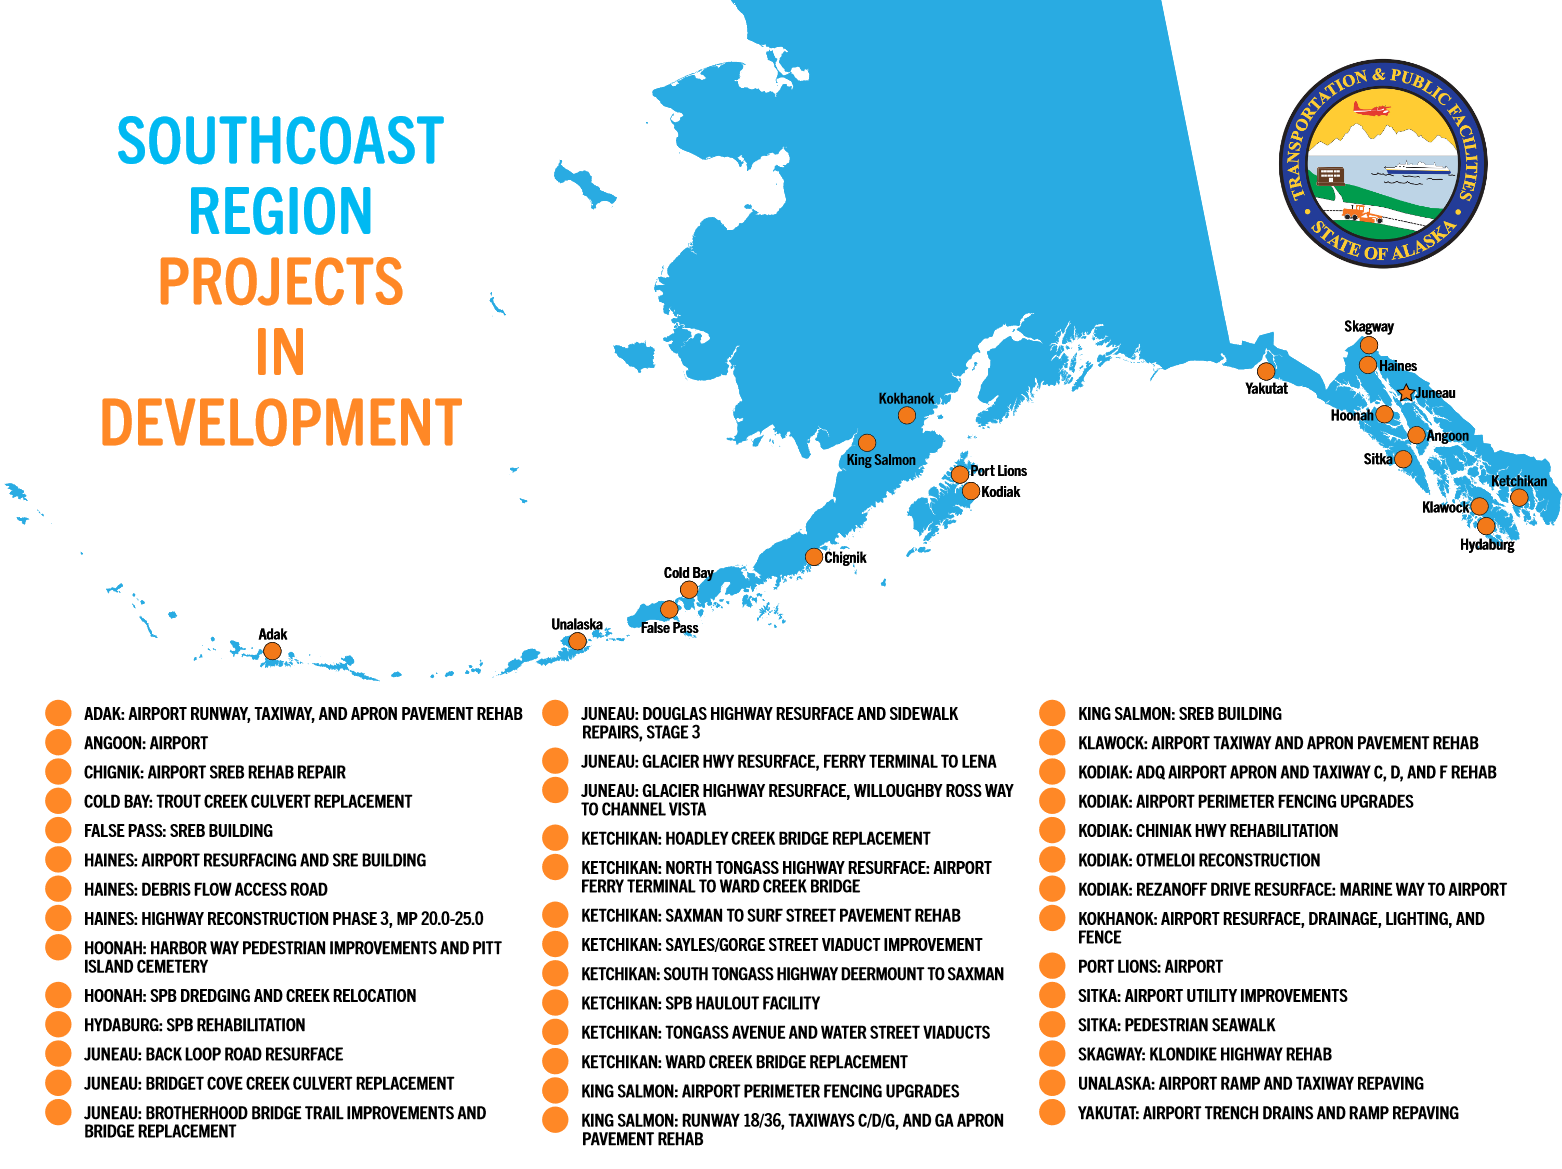 SOUTHCOAST
REGION
PROJECTS
IN
DEVELOPMENT
TRANSPORTATION & PUBLIC FACILITIES
• STATE OF ALASKA •
Skagway
Haines
Juneau
Yakutat
Hoonah
Angoon
Sitka
Ketchikan
Klawock
Hydaburg
Kokhanok
King Salmon
Port Lions
Kodiak
Chignik
Cold Bay
False Pass
Unalaska
Adak
ADAK: AIRPORT RUNWAY, TAXIWAY, AND APRON PAVEMENT REHAB
ANGOON: AIRPORT
CHIGNIK: AIRPORT SREB REHAB REPAIR
COLD BAY: TROUT CREEK CULVERT REPLACEMENT
FALSE PASS: SREB BUILDING
HAINES: AIRPORT RESURFACING AND SRE BUILDING
HAINES: DEBRIS FLOW ACCESS ROAD
HAINES: HIGHWAY RECONSTRUCTION PHASE 3, MP 20.0-25.0
HOONAH: HARBOR WAY PEDESTRIAN IMPROVEMENTS AND PITT
ISLAND CEMETERY
HOONAH: SPB DREDGING AND CREEK RELOCATION
HYDABURG: SPB REHABILITATION
JUNEAU: BACK LOOP ROAD RESURFACE
JUNEAU: BRIDGET COVE CREEK CULVERT REPLACEMENT
JUNEAU: BROTHERHOOD BRIDGE TRAIL IMPROVEMENTS AND
BRIDGE REPLACEMENT
JUNEAU: DOUGLAS HIGHWAY RESURFACE AND SIDEWALK
REPAIRS, STAGE 3
JUNEAU: GLACIER HWY RESURFACE, FERRY TERMINAL TO LENA
JUNEAU: GLACIER HIGHWAY RESURFACE, WILLOUGHBY ROSS WAY
TO CHANNEL VISTA
KETCHIKAN: HOADLEY CREEK BRIDGE REPLACEMENT
KETCHIKAN: NORTH TONGASS HIGHWAY RESURFACE: AIRPORT
FERRY TERMINAL TO WARD CREEK BRIDGE
KETCHIKAN: SAXMAN TO SURF STREET PAVEMENT REHAB
KETCHIKAN: SAYLES/GORGE STREET VIADUCT IMPROVEMENT
KETCHIKAN: SOUTH TONGASS HIGHWAY DEERMOUNT TO SAXMAN
KETCHIKAN: SPB HAULOUT FACILITY
KETCHIKAN: TONGASS AVENUE AND WATER STREET VIADUCTS
KETCHIKAN: WARD CREEK BRIDGE REPLACEMENT
KING SALMON: AIRPORT PERIMETER FENCING UPGRADES
KING SALMON: RUNWAY 18/36, TAXIWAYS C/D/G, AND GA APRON
PAVEMENT REHAB
KING SALMON: SREB BUILDING
KLAWOCK: AIRPORT TAXIWAY AND APRON PAVEMENT REHAB
KODIAK: ADQ AIRPORT APRON AND TAXIWAY C, D, AND F REHAB
KODIAK: AIRPORT PERIMETER FENCING UPGRADES
KODIAK: CHINIAK HWY REHABILITATION
KODIAK: OTMELOI RECONSTRUCTION
KODIAK: REZANOFF DRIVE RESURFACE: MARINE WAY TO AIRPORT
KOKHANOK: AIRPORT RESURFACE, DRAINAGE, LIGHTING, AND
FENCE
PORT LIONS: AIRPORT
SITKA: AIRPORT UTILITY IMPROVEMENTS
SITKA: PEDESTRIAN SEAWALK
SKAGWAY: KLONDIKE HIGHWAY REHAB
UNALASKA: AIRPORT RAMP AND TAXIWAY REPAVING
YAKUTAT: AIRPORT TRENCH DRAINS AND RAMP REPAVING